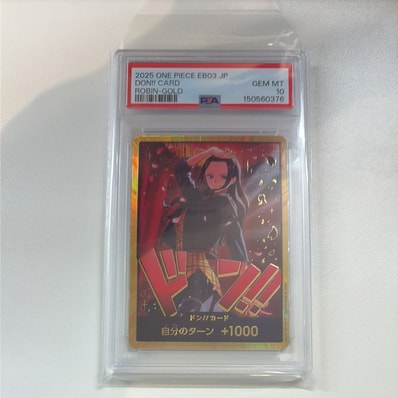 2025 ONE PIECE EB03 JP
DON!! CARD GEM MT
ROBIN-GOLD 10
PSA 150560376
ドン!!
ドン!!カード
自分のターン +1000